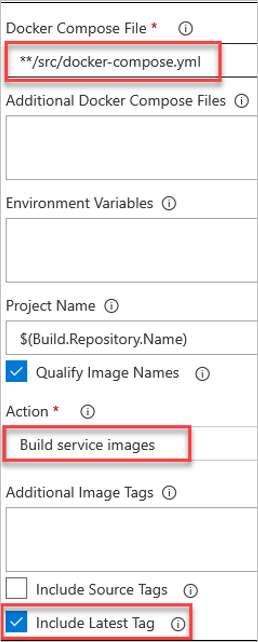 Docker Compose File *
**/src/docker-compose.yml
Additional Docker Compose Files
Environment Variables
Project Name
$(Build.Repository.Name)
Qualify Image Names
Action *
Build service images
Additional Image Tags
Include Source Tags
Include Latest Tag